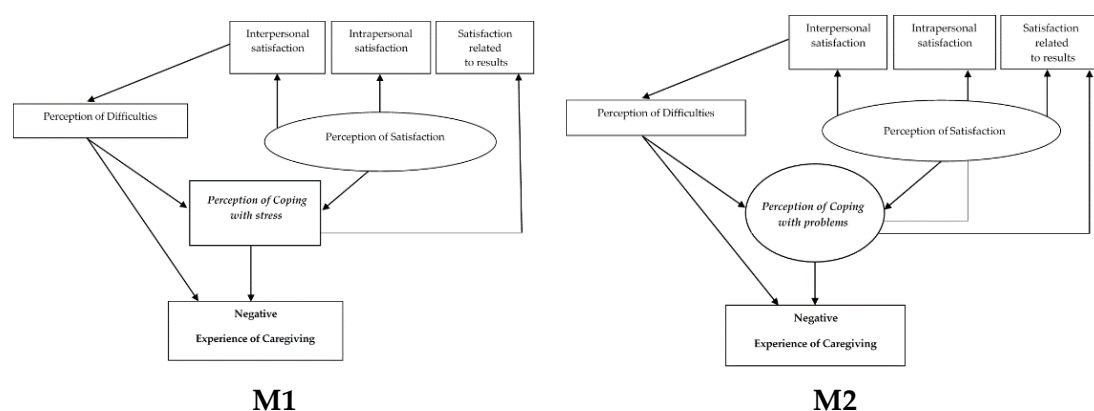 Interpersonal
satisfaction
Intrapersonal
satisfaction
Satisfaction
related
to results
Perception of Difficulties
Perception of Satisfaction
Perception of Coping
with stress
Negative
Experience of Caregiving
M1
Interpersonal
satisfaction
Intrapersonal
satisfaction
Satisfaction
related
to results
Perception of Difficulties
Perception of Satisfaction
Perception of Coping
with problems
Negative
Experience of Caregiving
M2